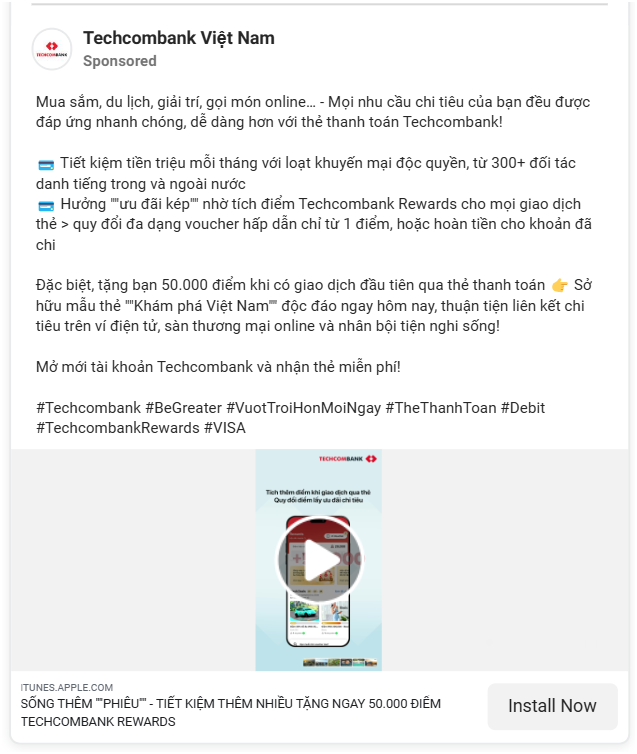 TECHCOMBANK
Techcombank Việt Nam
Sponsored
Mua sắm, du lịch, giải trí, gọi món online... - Mọi nhu cầu chi tiêu của bạn đều được
đáp ứng nhanh chóng, dễ dàng hơn với thẻ thanh toán Techcombank!
💳 Tiết kiệm tiền triệu mỗi tháng với loạt khuyến mại độc quyền, từ 300+ đối tác
danh tiếng trong và ngoài nước
💳 Hưởng ""ưu đãi kép"" nhờ tích điểm Techcombank Rewards cho mọi giao dịch
thẻ > quy đổi đa dạng voucher hấp dẫn chỉ từ 1 điểm, hoặc hoàn tiền cho khoản đã
chi
Đặc biệt, tặng bạn 50.000 điểm khi có giao dịch đầu tiên qua thẻ thanh toán 👉 Sở
hữu mẫu thẻ ""Khám phá Việt Nam"" độc đáo ngay hôm nay, thuận tiện liên kết chi
tiêu trên ví điện tử, sàn thương mại online và nhân bội tiện nghi sống!
Mở mới tài khoản Techcombank và nhận thẻ miễn phí!
#Techcombank #BeGreater #VuotTroiHonMoiNgay #TheThanhToan #Debit
#TechcombankRewards #VISA
TECHCOMBANK
Tích thêm điểm khi giao dịch qua thẻ
Quy đổi điểm lấy ưu đãi chi tiêu
ITUNES.APPLE.COM
SỐNG THÊM ""PHIÊU"" - TIẾT KIỆM THÊM NHIỀU TẶNG NGAY 50.000 ĐIỂM
TECHCOMBANK REWARDS
Install Now